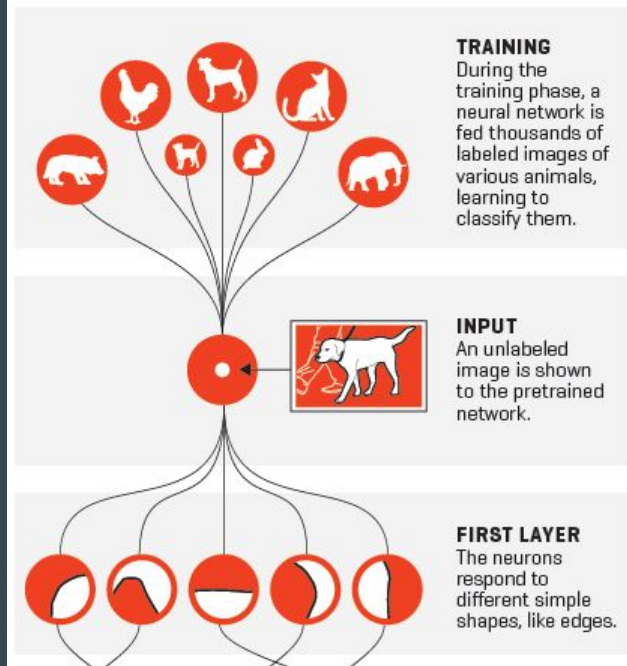 TRAINING
During the
training phase, a
neural network is
fed thousands of
labeled images of
various animals,
learning to
classify them.
INPUT
An unlabeled
image is shown
to the pretrained
network.
FIRST LAYER
The neurons
respond to
different simple
shapes, like edges.